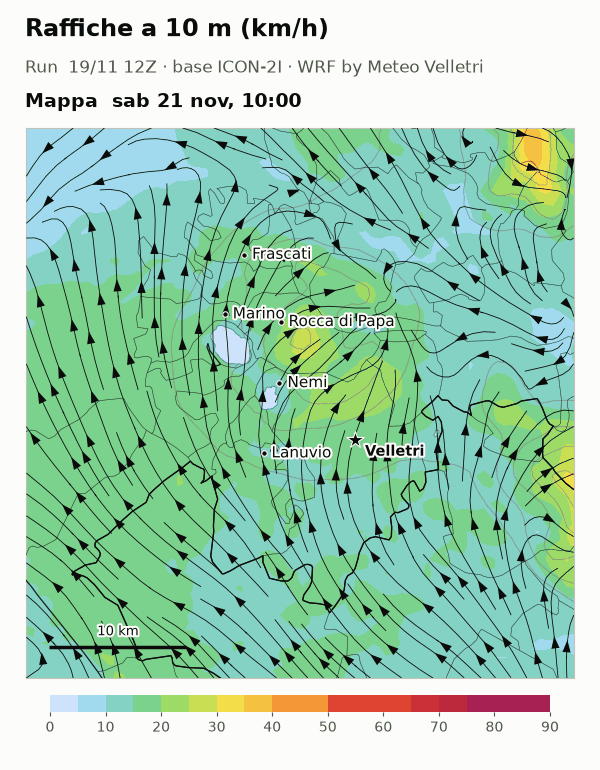 Raffiche a 10 m (km/h)
Run 19/11 12Z · base ICON-2I · WRF by Meteo Velletri
Mappa sab 21 nov, 10:00
Frascati
Marino
Rocca di Papa
Nemi
Velletri
Lanuvio
10 km
0 10 20 30 40 50 60 70 80 90